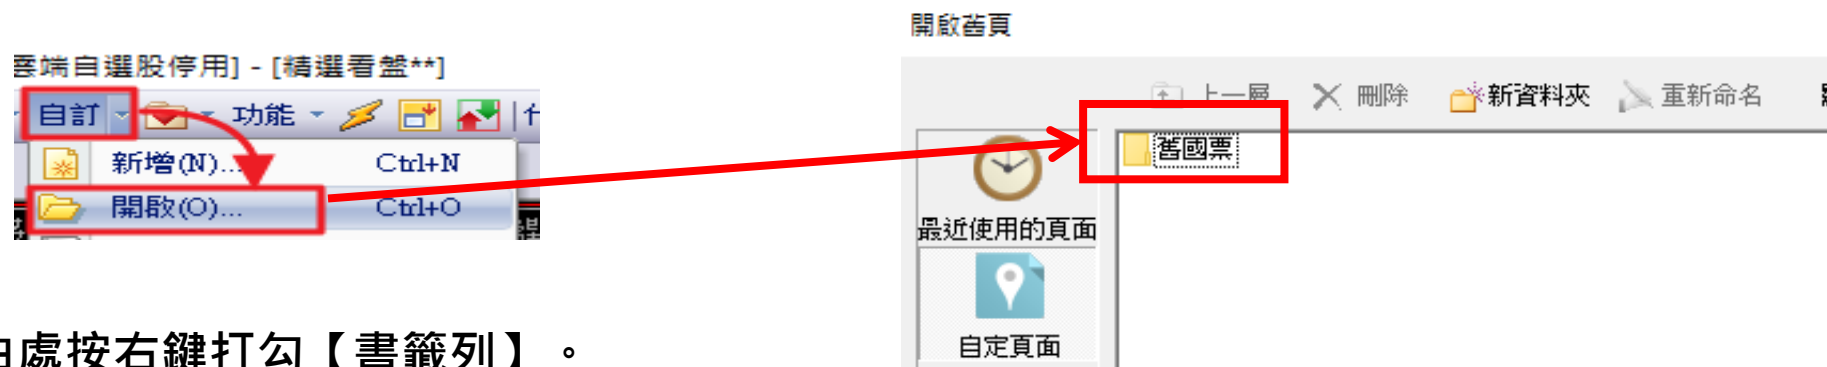 雲端自選股停用] - [精選看盤**]
自訂 功能
新增(N)... Ctrl+N
開啟(O)... Ctrl+O
處按右鍵打勾【書籤列】。
開啟舊頁
上一層 刪除 新資料夾 重新命名
舊國票
最近使用的頁面
自定頁面